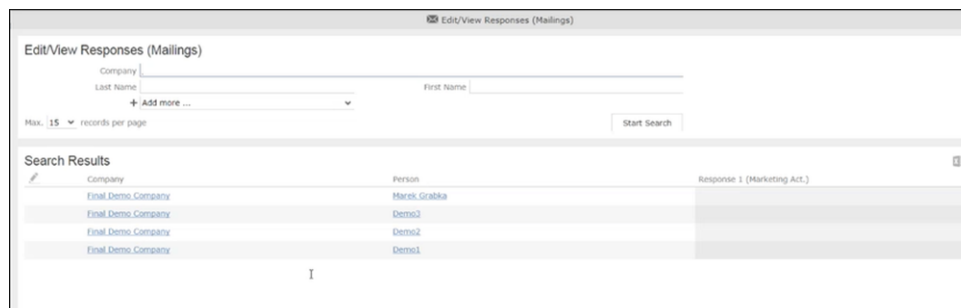 Edit/View Responses (Mailings)
Edit/View Responses (Mailings)
Company
Last Name First Name
+ Add more ...
Max. 15 records per page Start Search
Search Results
Company Person Response 1 (Marketing Act.)
Final Demo Company Marek Grabka
Final Demo Company Demo3
Final Demo Company Demo2
Final Demo Company Demo1